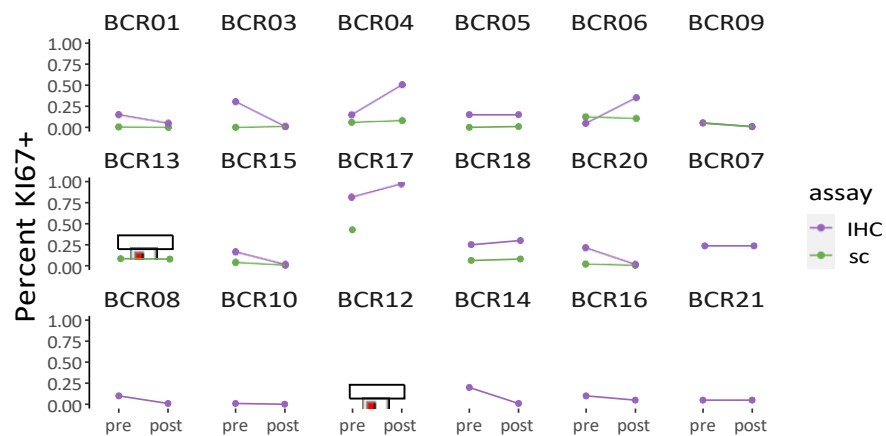 BCR01 BCR03 BCR04 BCR05 BCR06 BCR09
1.00
0.75
0.50
0.25
0.00
BCR13 BCR15 BCR17 BCR18 BCR20 BCR07
1.00
0.75
0.50
0.25
0.00
BCR08 BCR10 BCR12 BCR14 BCR16 BCR21
1.00
0.75
0.50
0.25
0.00
pre post pre post pre post pre post pre post pre post
Percent KI67+
assay
IHC
sc